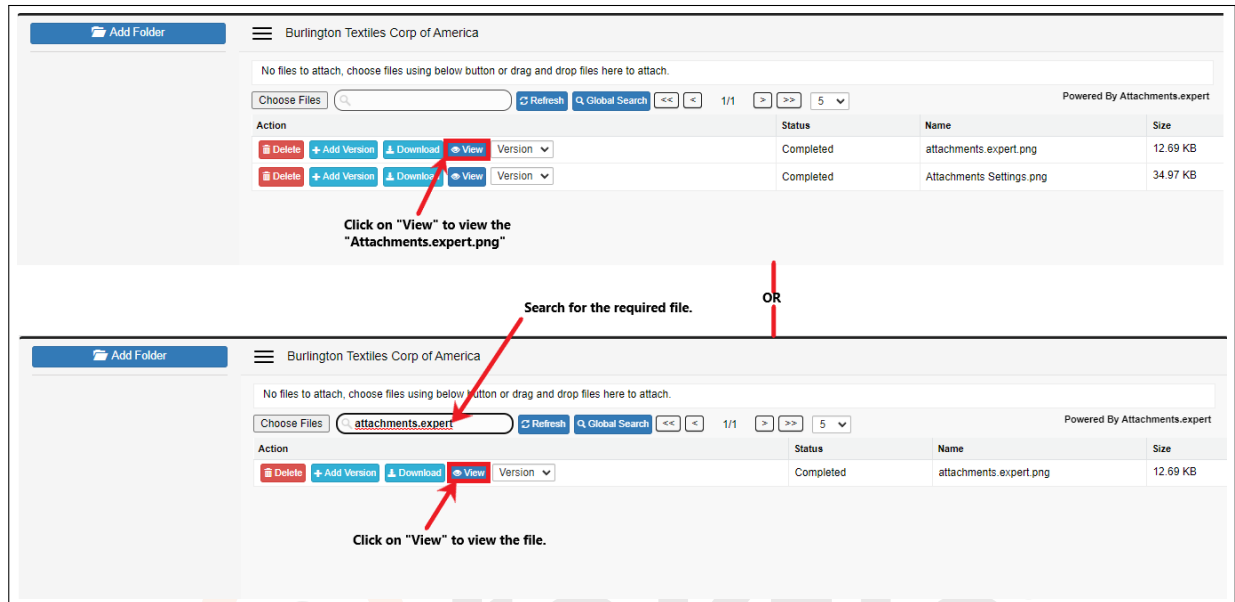 Add Folder
Burlington Textiles Corp of America
No files to attach, choose files using below button or drag and drop files here to attach.
Choose Files Refresh Global Search << < 1/1 > >> 5 Powered By Attachments.expert
Action Status Name Size
Delete Add Version Download View Version Completed attachments.expert.png 12.69 KB
Delete Add Version Download View Version Completed Attachments Settings.png 34.97 KB
Click on "View" to view the
"Attachments.expert.png"
OR
Search for the required file.
Add Folder
Burlington Textiles Corp of America
No files to attach, choose files using below button or drag and drop files here to attach.
Choose Files attachments.expert Refresh Global Search << < 1/1 > >> 5 Powered By Attachments.expert
Action Status Name Size
Delete Add Version Download View Version Completed attachments.expert.png 12.69 KB
Click on "View" to view the file.